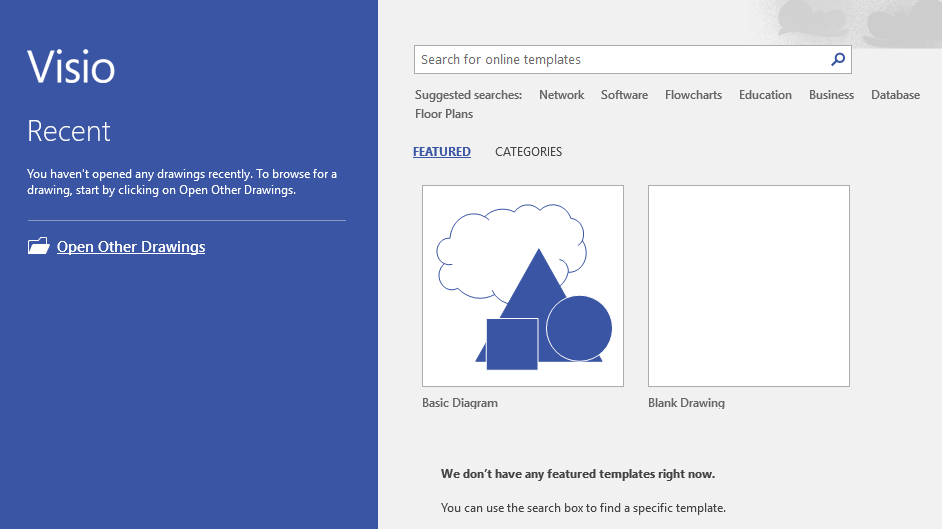 Visio
Recent
You haven't opened any drawings recently. To browse for a
drawing, start by clicking on Open Other Drawings.
Open Other Drawings
Search for online templates
Suggested searches: Network Software Flowcharts Education Business Database
Floor Plans
FEATURED CATEGORIES
Basic Diagram Blank Drawing
We don't have any featured templates right now.
You can use the search box to find a specific template.